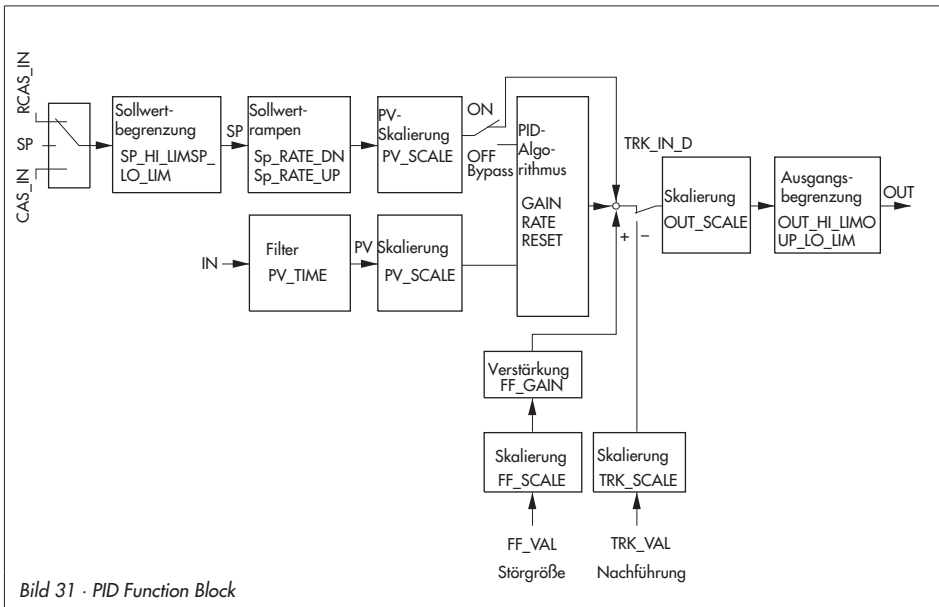 RCAS_IN
SP
CAS_IN
Sollwert-
begrenzung
SP_HI_LIMSP_
LO_LIM
SP
Sollwert-
rampen
Sp_RATE_DN
Sp_RATE_UP
PV-
Skalierung
PV_SCALE
ON
OFF
Bypass
PID-
Algo-
rithmus
GAIN
RATE
RESET
TRK_IN_D
+
–
Skalierung
OUT_SCALE
Ausgangs-
begrenzung
OUT_HI_LIMO
UP_LO_LIM
OUT
IN
Filter
PV_TIME
PV
Skalierung
PV_SCALE
Verstärkung
FF_GAIN
Skalierung
FF_SCALE
Skalierung
TRK_SCALE
FF_VAL
Störgröße
TRK_VAL
Nachführung
Bild 31 · PID Function Block